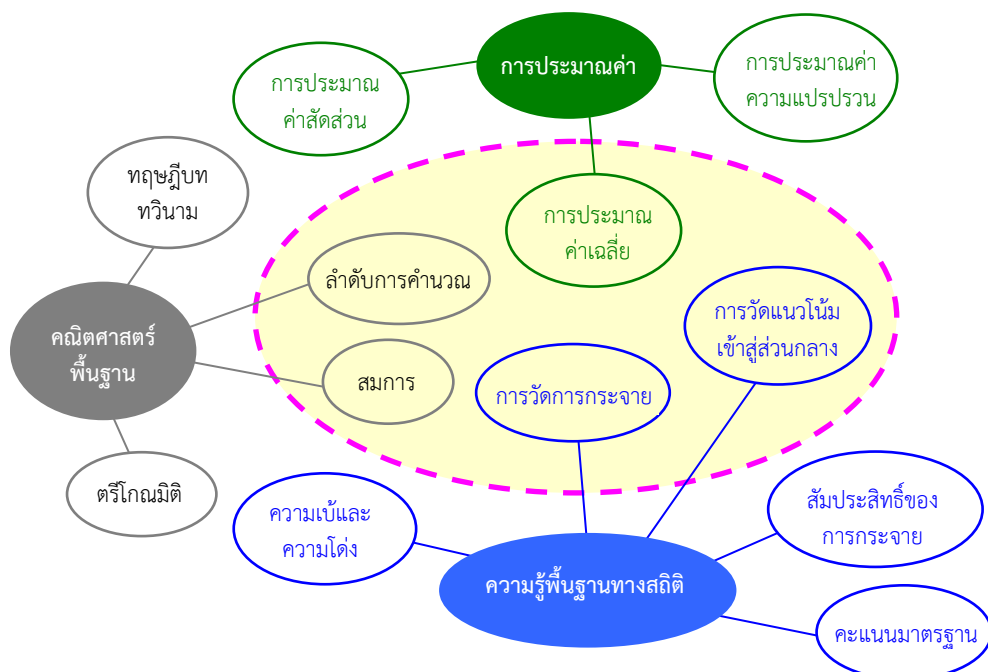 การประมาณค่า
การประมาณ
ค่าสัดส่วน
การประมาณค่า
ความแปรปรวน
ทฤษฎีบท
ทวินาม
การประมาณ
ค่าเฉลี่ย
ลำดับการคำนวณ
การวัดแนวโน้ม
เข้าสู่ส่วนกลาง
คณิตศาสตร์
พื้นฐาน
สมการ
การวัดการกระจาย
ตรีโกณมิติ
ความเบ้และ
ความโด่ง
สัมประสิทธิ์ของ
การกระจาย
ความรู้พื้นฐานทางสถิติ
คะแนนมาตรฐาน